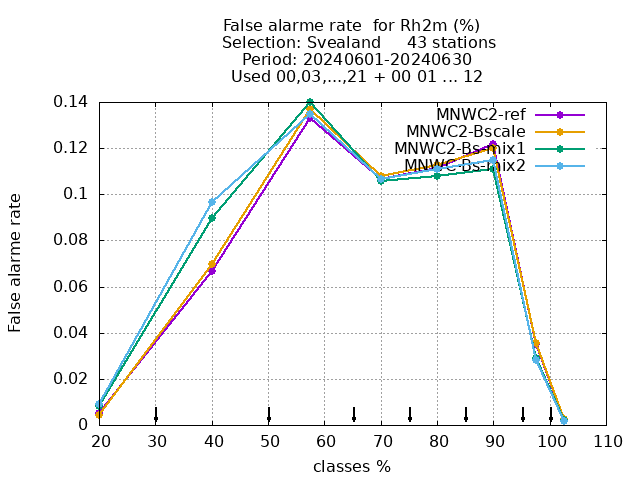 False alarme rate  for Rh2m (%)
Selection: Svealand     43 stations
Period: 20240601-20240630
Used 00,03,...,21 + 00 01 ... 12
MNWC2-ref
MNWC2-Bscale
MNWC2-Bs-mix1
MNWC-Bs-mix2
0.14
0.12
0.1
0.08
0.06
0.04
0.02
0
False alarme rate
20 30 40 50 60 70 80 90 100 110
classes %